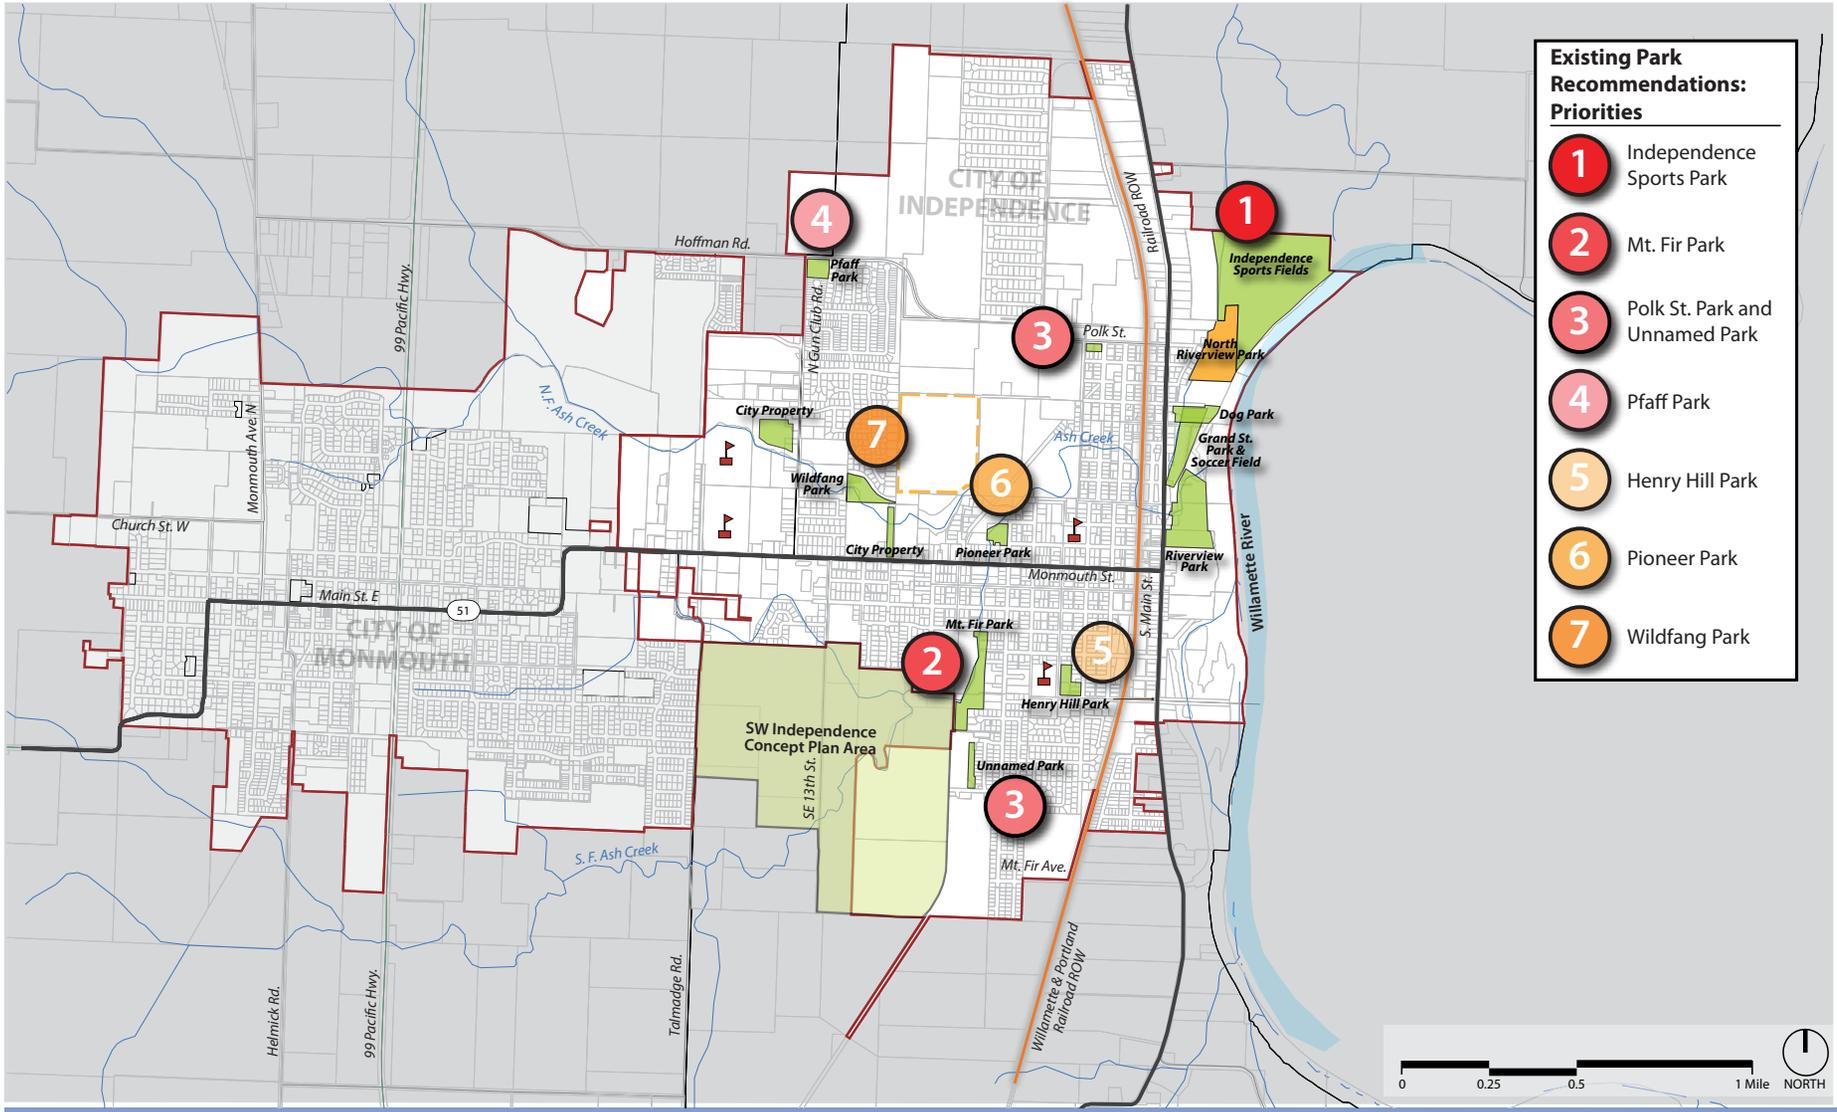 Existing Park
Recommendations:
Priorities
1
Independence
Sports Park
2
Mt. Fir Park
3
Polk St. Park and
Unnamed Park
4
Pfaff Park
5
Henry Hill Park
6
Pioneer Park
7
Wildfang Park
CITY OF
INDEPENDENCE
Railroad ROW
4
1
Hoffman Rd.
Pfaff
Park
Independence
Sports Fields
99 Pacific Hwy.
N Gun Club Rd.
3
Polk St.
North
Riverview Park
N.F. Ash Creek
Monmouth Ave. N
City Property
7
Ash Creek
Dog Park
Grand St.
Park &
Soccer Field
Wildfang
Park
6
Church St. W
City Property
Pioneer Park
Riverview
Park
Willamette River
Monmouth St.
Main St. E
51
S. Main St.
CITY OF
MONMOUTH
Mt. Fir Park
2
5
Henry Hill Park
SW Independence
Concept Plan Area
SE 13th St.
Unnamed Park
3
S. F. Ash Creek
Mt. Fir Ave.
Helmick Rd.
99 Pacific Hwy.
Talmadge Rd.
Willamette & Portland
Railroad ROW
0
0.25
0.5
1 Mile
NORTH